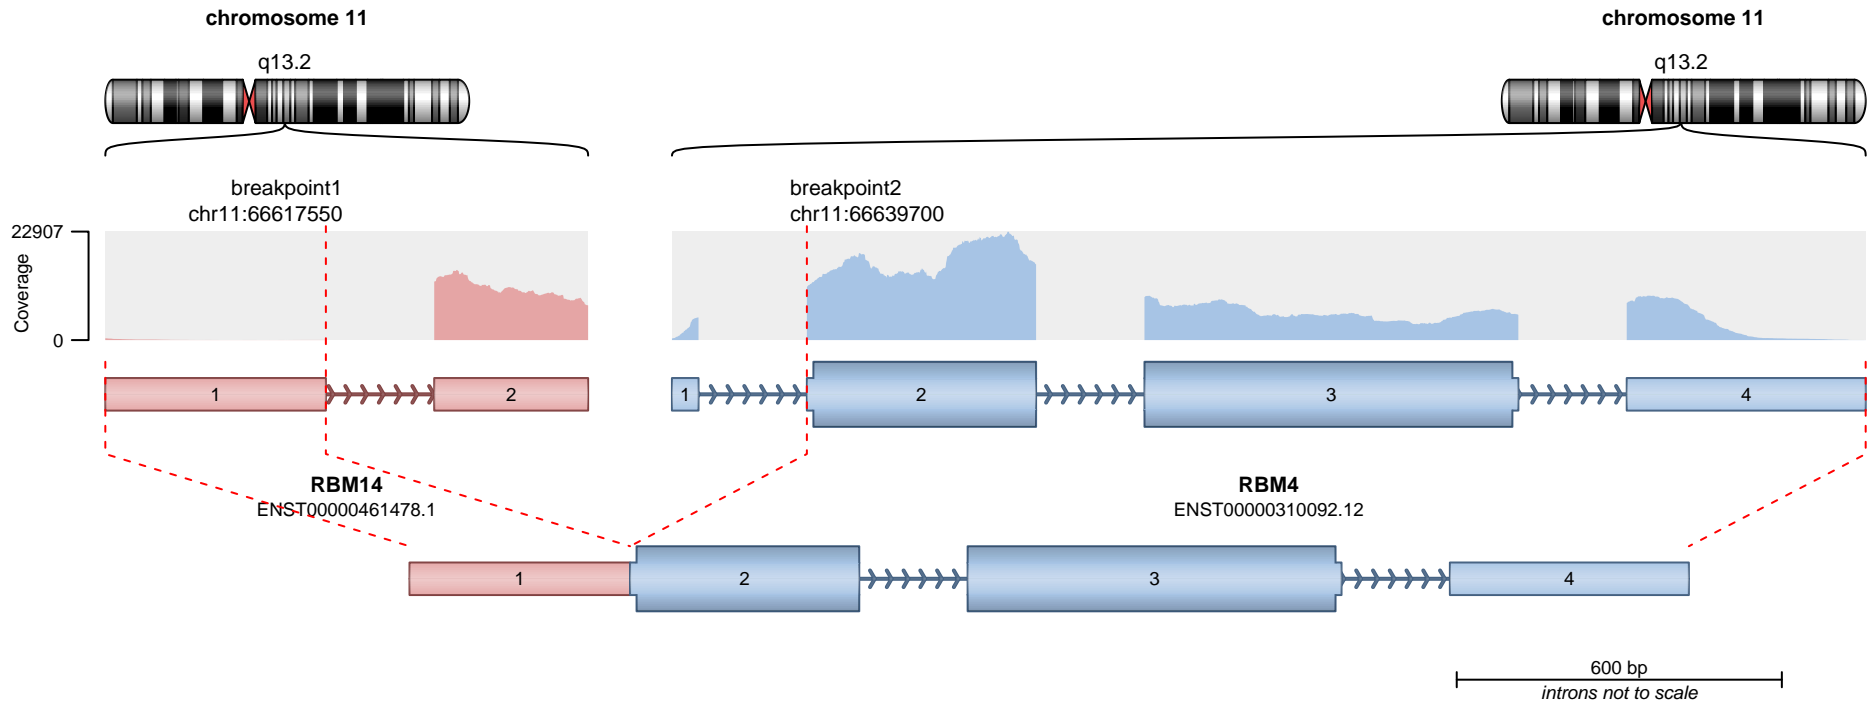 chromosome 11
chromosome 11
q13.2
q13.2
breakpoint1
chr11:66617550
breakpoint2
chr11:66639700
22907
Coverage
0
1
2
1
2
3
4
RBM14
ENST00000461478.1
RBM4
ENST00000310092.12
1
2
3
4
600 bp
introns not to scale